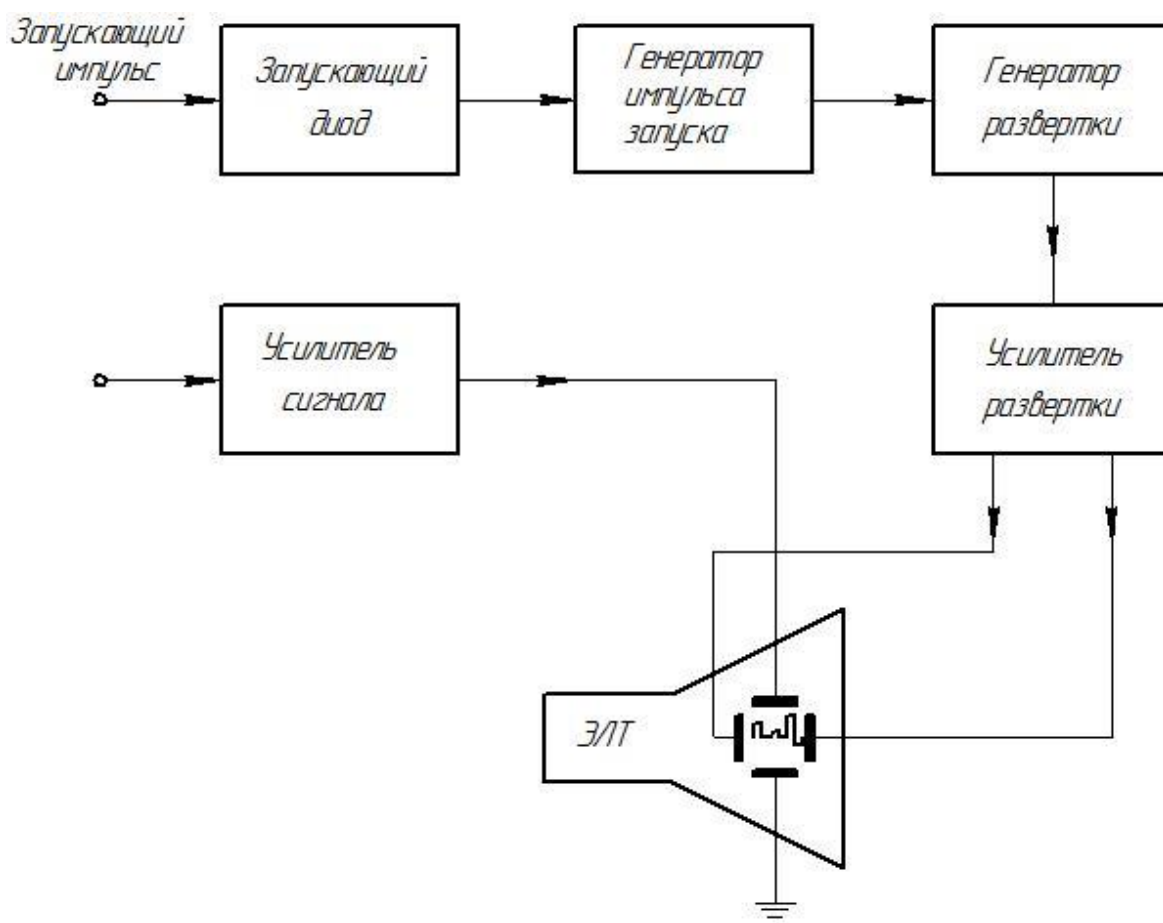 Запускающий
импульс
Запускающий
диод
Генератор
импульса
запуска
Генератор
развертки
Усилитель
сигнала
Усилитель
развертки
ЭЛТ